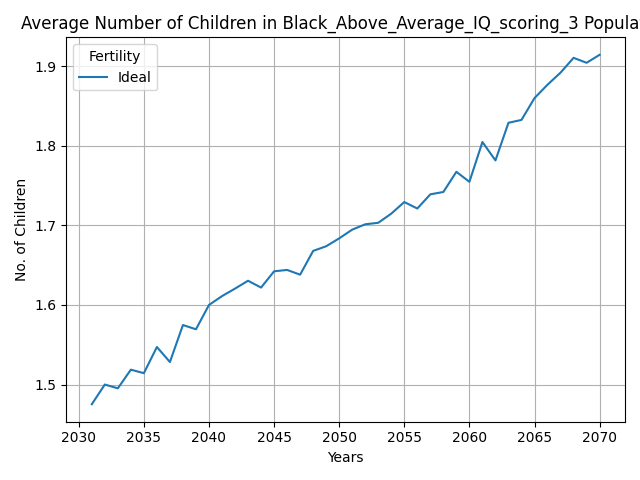 Average Number of Children in Black_Above_Average_IQ_scoring_3 Popula
Fertility
Ideal
1.9
1.8
1.7
1.6
1.5
No. of Children
2030 2035 2040 2045 2050 2055 2060 2065 2070
Years